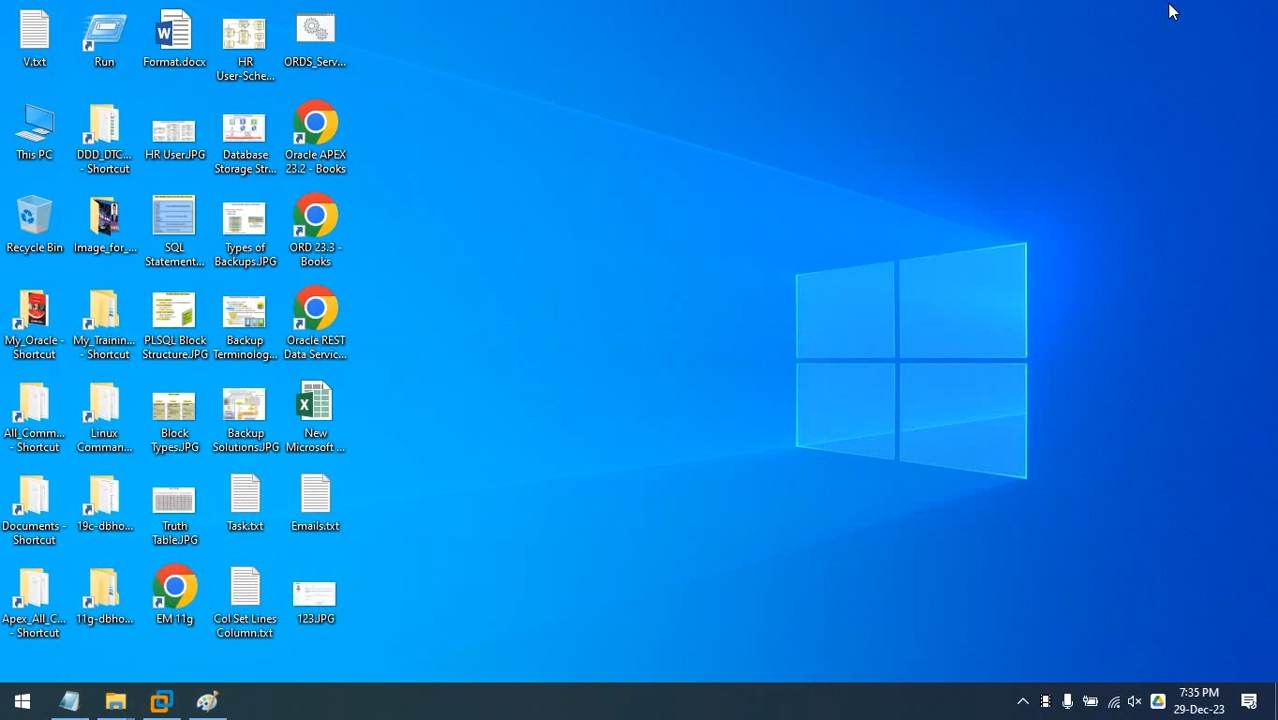 V.txt
Run
Format.docx
HR
User-Sche...
ORDS_Serv...
This PC
DDD_DTC...
- Shortcut
HR User.JPG
Database
Storage Str...
Oracle APEX
23.2 - Books
Recycle Bin
Image_for_...
SQL
Statement...
Types of
Backups.JPG
ORD 23.3 -
Books
My_Oracle -
Shortcut
My_Trainin...
- Shortcut
PLSQL Block
Structure.JPG
Backup
Terminolog...
Oracle REST
Data Servic...
All_Comm...
- Shortcut
Linux
Comman...
Block
Types.JPG
Backup
Solutions.JPG
New
Microsoft ...
Documents -
Shortcut
19c-dbho...
Truth
Table.JPG
Task.txt
Emails.txt
Apex_All_C...
- Shortcut
11g-dbho...
EM 11g
Col Set Lines
Column.txt
123.JPG
7:35 PM
29-Dec-23